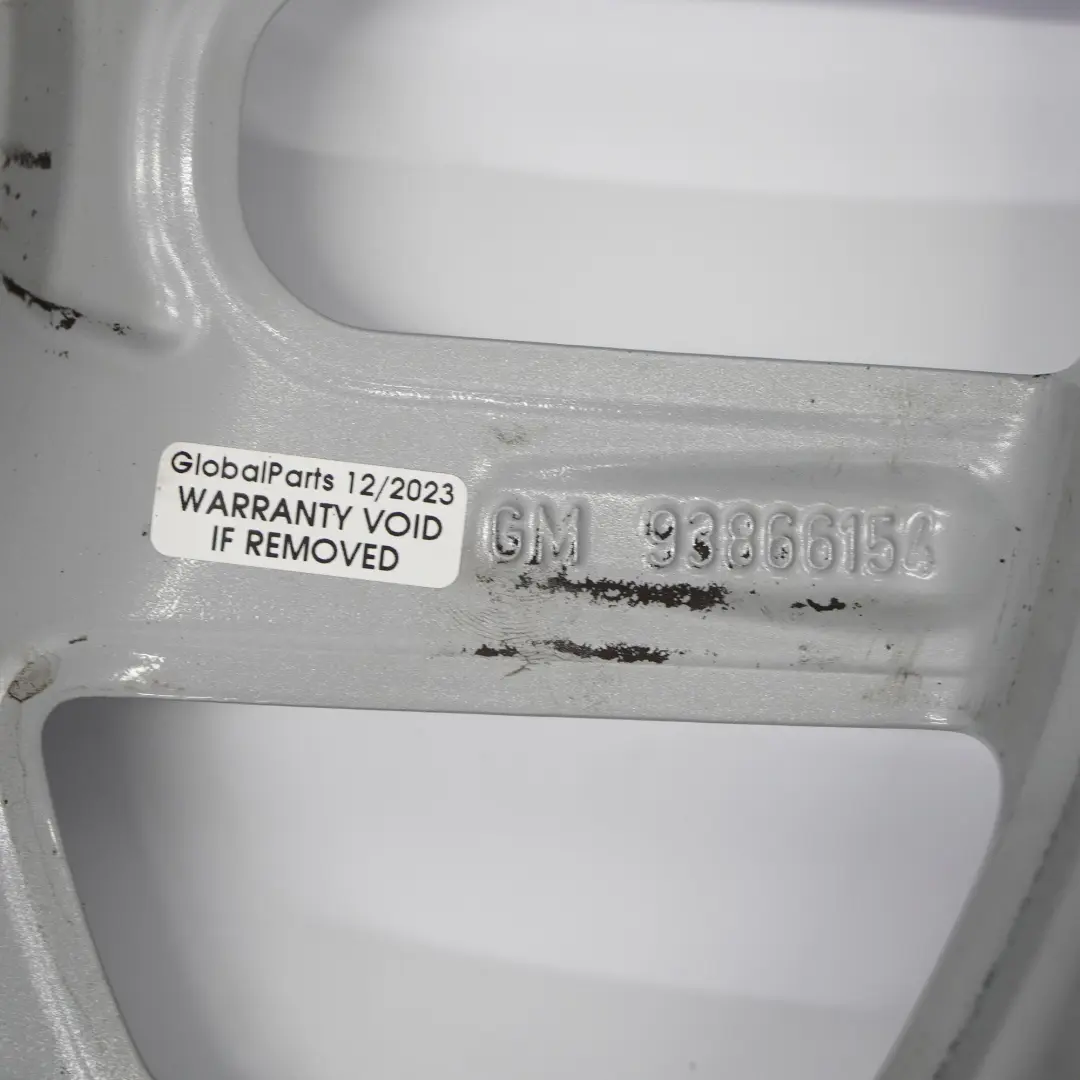 GlobalParts 12/2023
WARRANTY VOID
IF REMOVED
GM 93866154